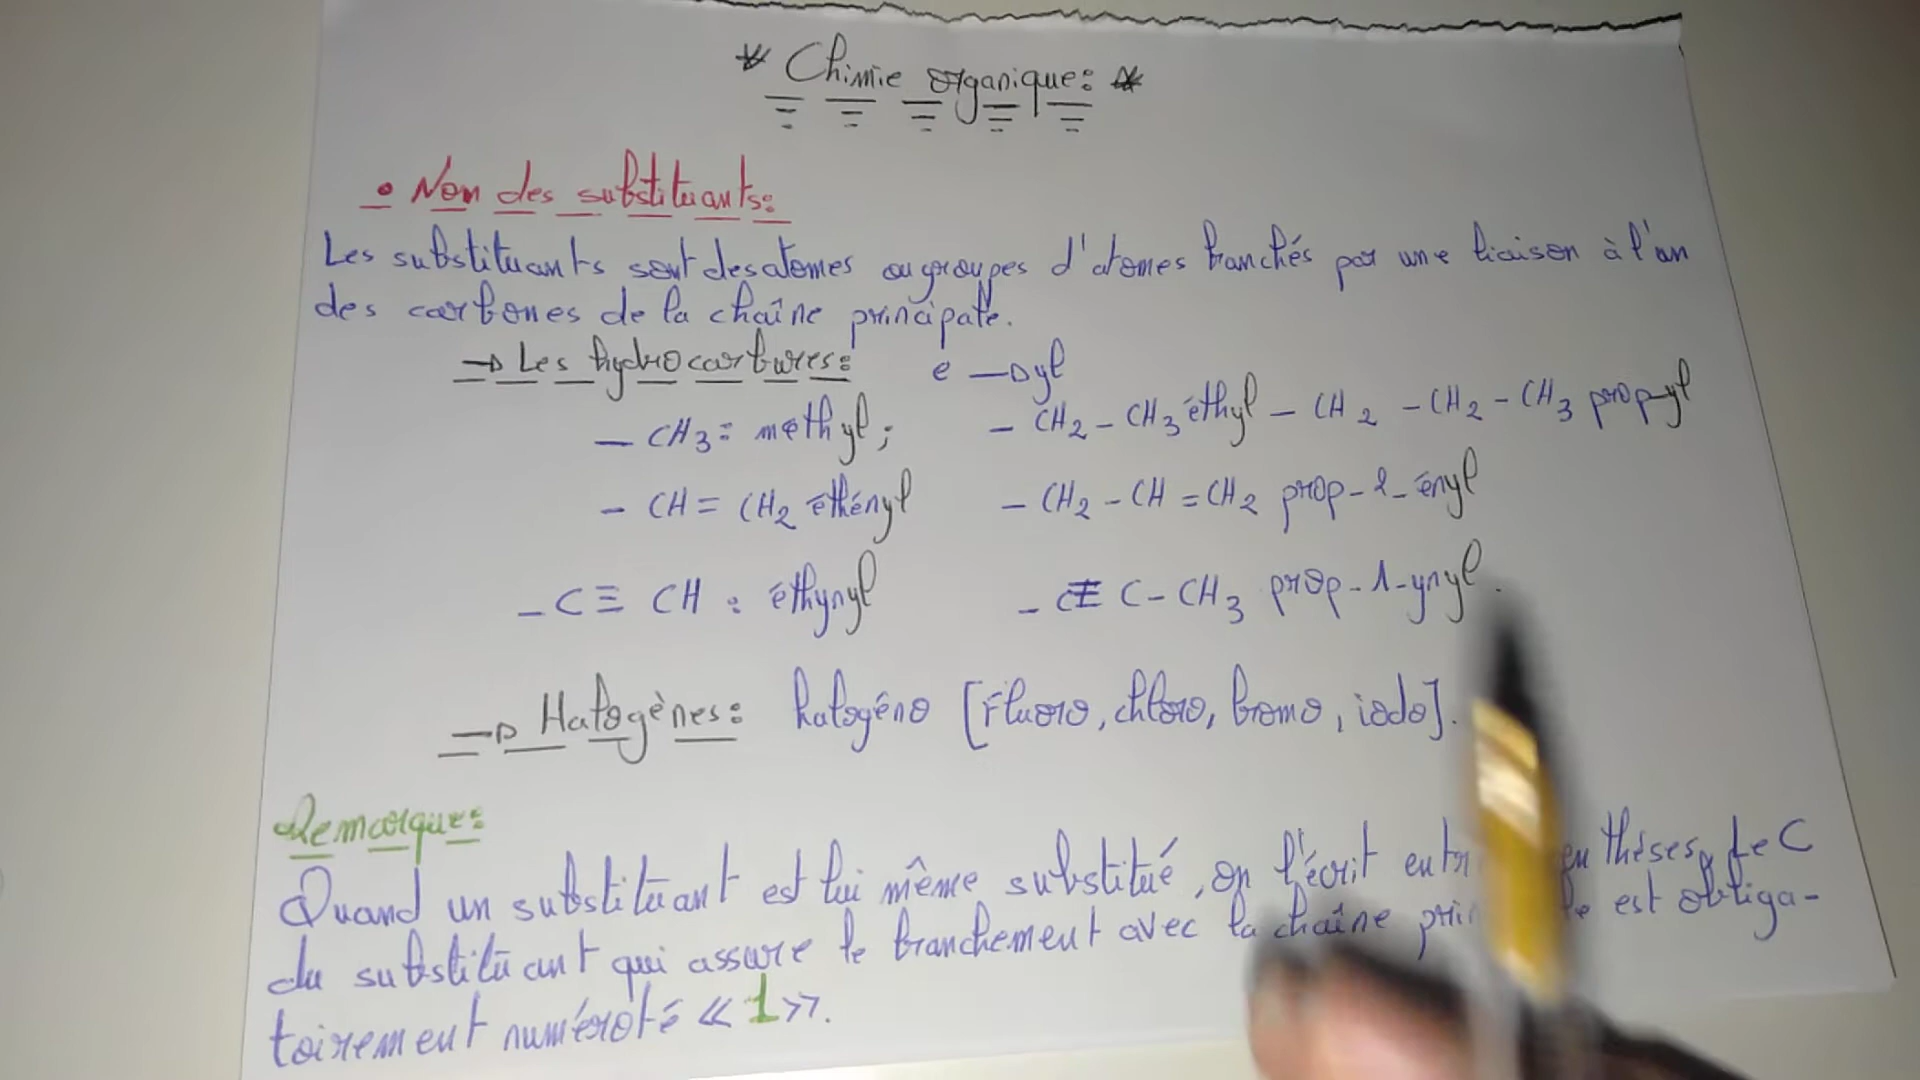 * Chimie organique: *
• Nom des substituants:
Les substituants sont des atomes ou groupes d'atomes branchés par une liaison à l'un
des carbones de la chaîne principale.
→ Les hydrocarbures: e → yl
- CH3 = méthyl; - CH2 - CH3 éthyl - CH2 - CH2 - CH3 propyl
- CH = CH2 éthényl - CH2 - CH = CH2 prop-2-ényl
- C ≡ CH : éthynyl - C ≡ C - CH3 prop-1-ynyl.
→ Halogènes: halogéno [Fluoro, chloro, bromo, iodo].
Remarque:
Quand un substituant est lui même substitué, on l'écrit le C
du substituant qui assure le branchement avec la chaîne est obliga-
toirement numéroté « 1 ».